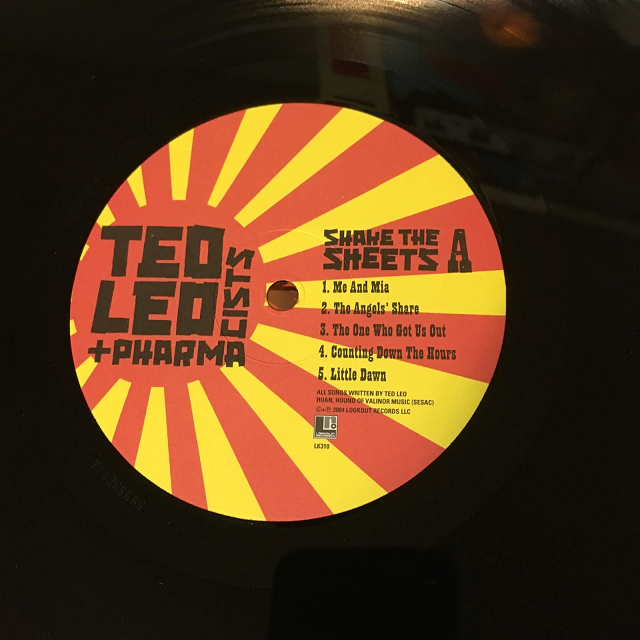 TED
LEO
+PHARMA
CISTS
SHAKE THE
SHEETS A
1. Me And Mia
2. The Angels' Share
3. The One Who Got Us Out
4. Counting Down The Hours
5. Little Dawn
ALL SONGS WRITTEN BY TED LEO
HUAN, HOUND OF VALINOR MUSIC (SESAC)
©+℗ 2004 LOOKOUT RECORDS LLC
LOOKOUT
LK310